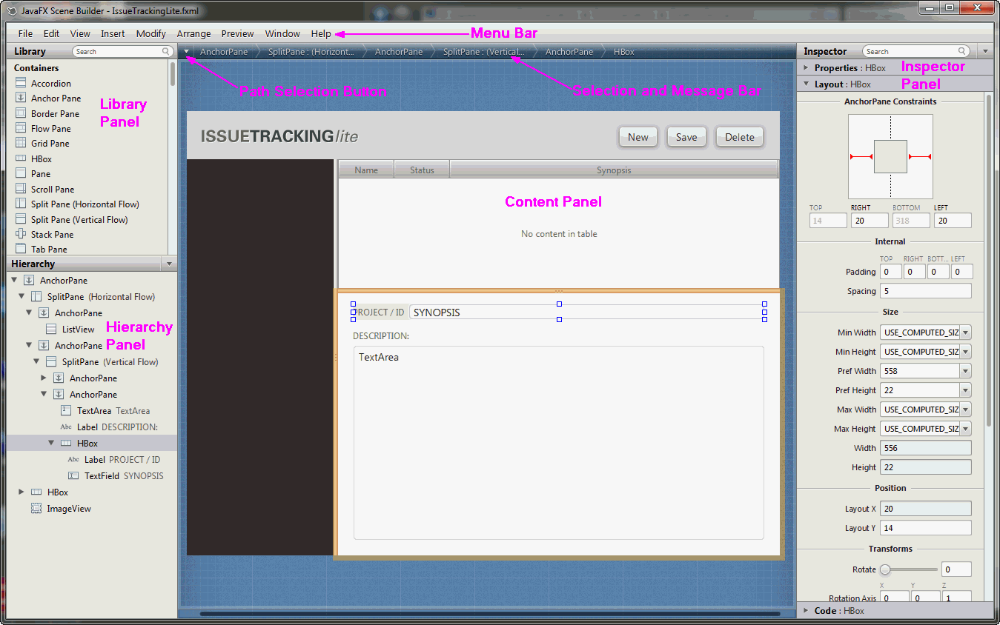 JavaFX Scene Builder - IssueTrackingLite.fxml
File Edit View Insert Modify Arrange Preview Window Help
Menu Bar
Library
Search
Containers
Accordion
Anchor Pane
Border Pane
Flow Pane
Grid Pane
HBox
Pane
Scroll Pane
Split Pane (Horizontal Flow)
Split Pane (Vertical Flow)
Stack Pane
Tab Pane
Library
Panel
Hierarchy
AnchorPane
SplitPane (Horizontal Flow)
AnchorPane
ListView
AnchorPane
SplitPane (Vertical Flow)
AnchorPane
AnchorPane
TextArea TextArea
Abc Label DESCRIPTION:
HBox
Abc Label PROJECT / ID
TextField SYNOPSIS
HBox
ImageView
Hierarchy
Panel
AnchorPane SplitPane : (Horizont... AnchorPane SplitPane : (Vertical... AnchorPane HBox
Path Selection Button
Selection and Message Bar
ISSUETRACKINGlite
New Save Delete
Name Status Synopsis
Content Panel
No content in table
PROJECT / ID SYNOPSIS
DESCRIPTION:
TextArea
Inspector
Search
Properties : HBox
Inspector
Panel
Layout : HBox
AnchorPane Constraints
TOP RIGHT BOTTOM LEFT
14 20 318 20
Internal
TOP RIGHT BOTT... LEFT
Padding 0 0 0 0
Spacing 5
Size
Min Width USE_COMPUTED_SIZ
Min Height USE_COMPUTED_SIZ
Pref Width 558
Pref Height 22
Max Width USE_COMPUTED_SIZ
Max Height USE_COMPUTED_SIZ
Width 556
Height 22
Position
Layout X 20
Layout Y 14
Transforms
Rotate 0
X Y Z
Rotation Axis 0 0 1
Code : HBox